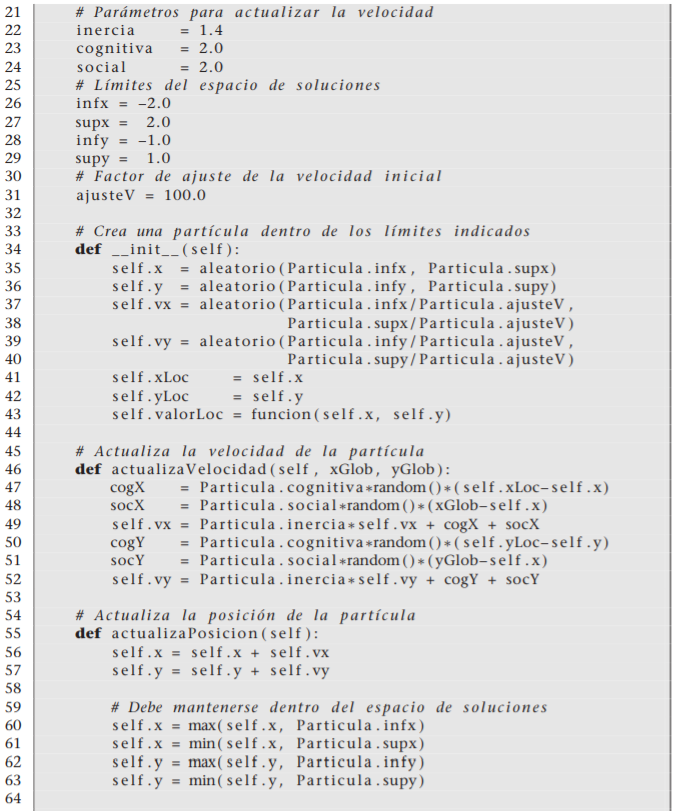 21 # Parámetros para actualizar la velocidad
22 inercia = 1.4
23 cognitiva = 2.0
24 social = 2.0
25 # Límites del espacio de soluciones
26 infx = −2.0
27 supx = 2.0
28 infy = −1.0
29 supy = 1.0
30 # Factor de ajuste de la velocidad inicial
31 ajusteV = 100.0
32
33 # Crea una partícula dentro de los límites indicados
34 def __init__(self):
35 self.x = aleatorio(Particula.infx, Particula.supx)
36 self.y = aleatorio(Particula.infy, Particula.supy)
37 self.vx = aleatorio(Particula.infx/Particula.ajusteV,
38 Particula.supx/Particula.ajusteV)
39 self.vy = aleatorio(Particula.infy/Particula.ajusteV,
40 Particula.supy/Particula.ajusteV)
41 self.xLoc = self.x
42 self.yLoc = self.y
43 self.valorLoc = funcion(self.x, self.y)
44
45 # Actualiza la velocidad de la partícula
46 def actualizaVelocidad(self, xGlob, yGlob):
47 cogX = Particula.cognitiva*random()*(self.xLoc−self.x)
48 socX = Particula.social*random()*(xGlob−self.x)
49 self.vx = Particula.inercia*self.vx + cogX + socX
50 cogY = Particula.cognitiva*random()*(self.yLoc−self.y)
51 socY = Particula.social*random()*(yGlob−self.x)
52 self.vy = Particula.inercia*self.vy + cogY + socY
53
54 # Actualiza la posición de la partícula
55 def actualizaPosicion(self):
56 self.x = self.x + self.vx
57 self.y = self.y + self.vy
58
59 # Debe mantenerse dentro del espacio de soluciones
60 self.x = max(self.x, Particula.infx)
61 self.x = min(self.x, Particula.supx)
62 self.y = max(self.y, Particula.infy)
63 self.y = min(self.y, Particula.supy)
64